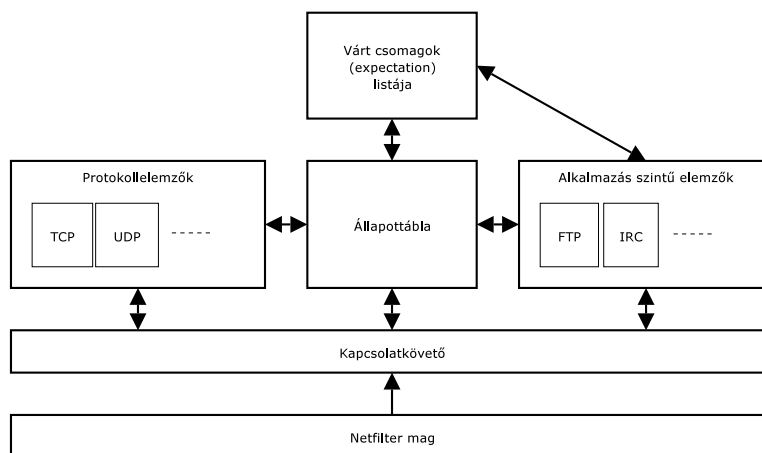 Várt csomagok
(expectation)
listája
Protokollelemzők
TCP
UDP
-----
Állapottábla
Alkalmazás szintű elemzők
FTP
IRC
-----
Kapcsolatkövető
Netfilter mag